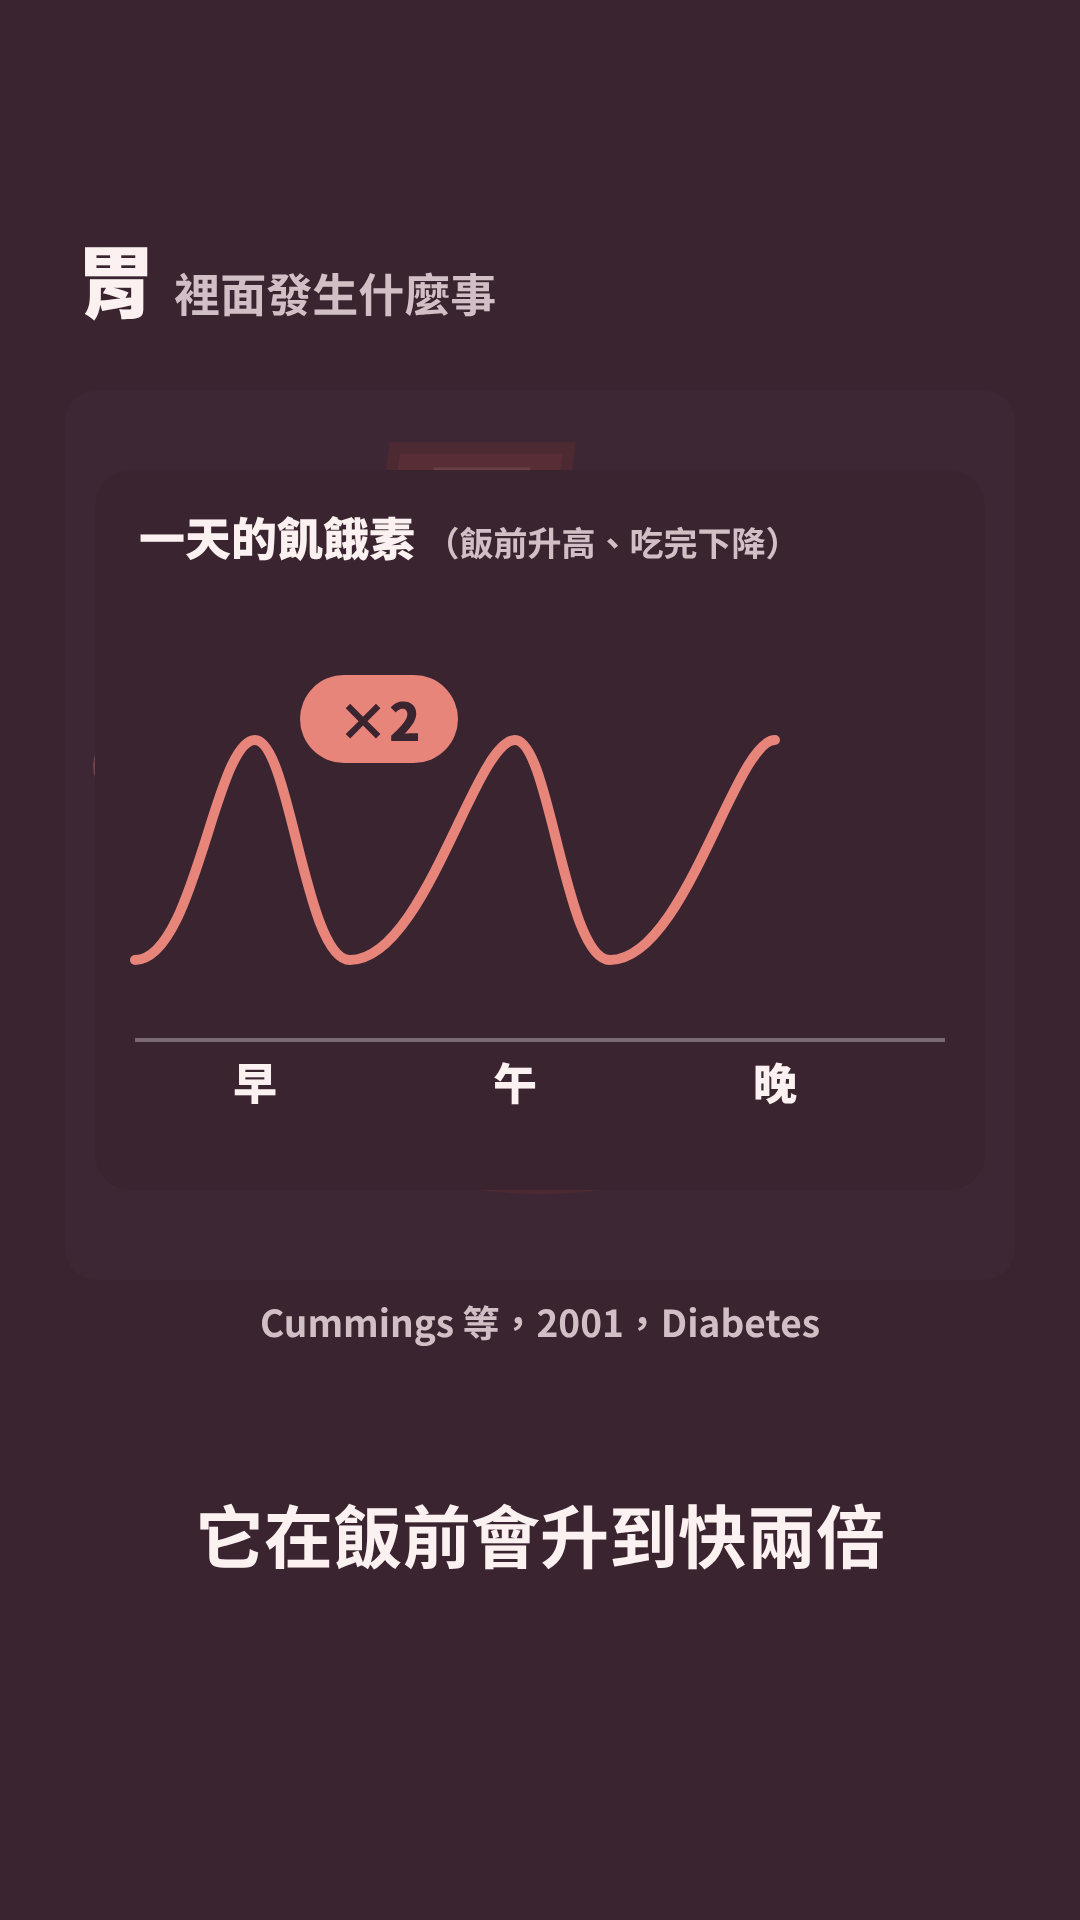 胃 裡面發生什麼事
一天的飢餓素（飯前升高、吃完下降）
×2
早 午 晚
Cummings 等，2001，Diabetes
它在飯前會升到快兩倍